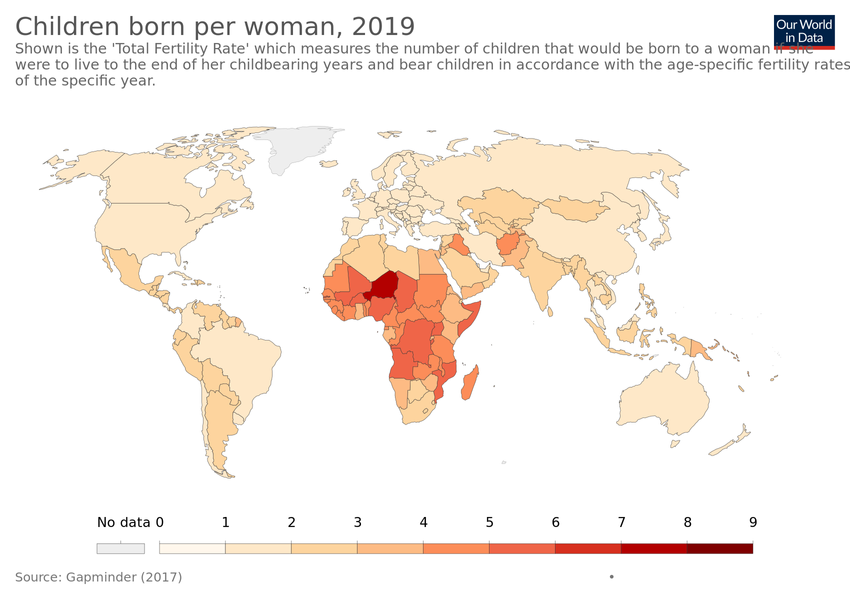 Children born per woman, 2019
Our World
in Data
Shown is the 'Total Fertility Rate' which measures the number of children that would be born to a woman if she
were to live to the end of her childbearing years and bear children in accordance with the age-specific fertility rates
of the specific year.
No data 0 1 2 3 4 5 6 7 8 9
Source: Gapminder (2017)